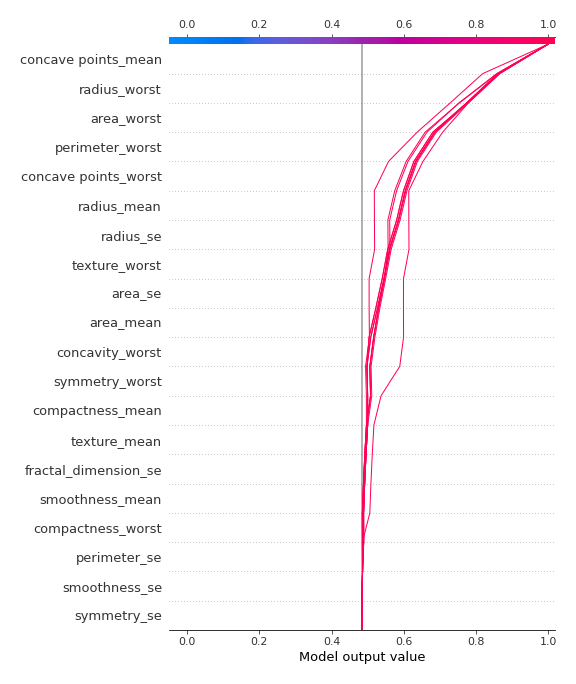 0.0 0.2 0.4 0.6 0.8 1.0
concave points_mean
radius_worst
area_worst
perimeter_worst
concave points_worst
radius_mean
radius_se
texture_worst
area_se
area_mean
concavity_worst
symmetry_worst
compactness_mean
texture_mean
fractal_dimension_se
smoothness_mean
compactness_worst
perimeter_se
smoothness_se
symmetry_se
0.0 0.2 0.4 0.6 0.8 1.0
Model output value